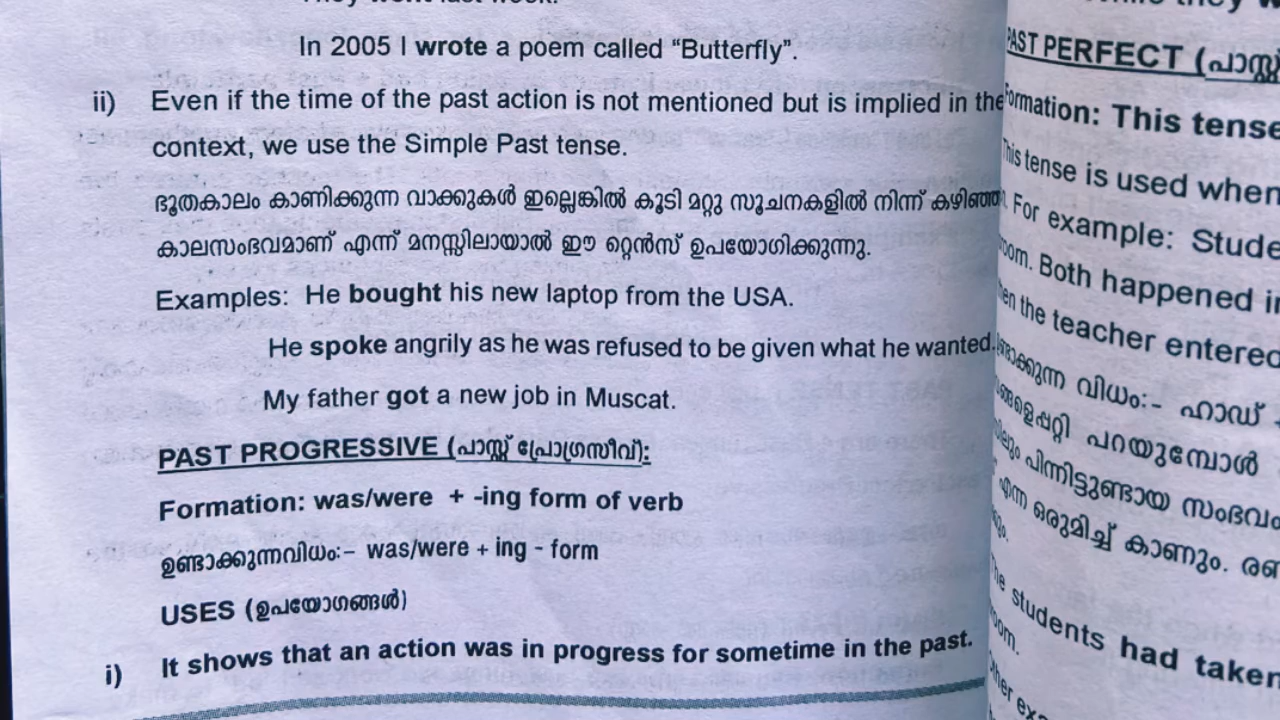 In 2005 I wrote a poem called “Butterfly”.
ii) Even if the time of the past action is not mentioned but is implied in the
context, we use the Simple Past tense.
ഭൂതകാലം കാണിക്കുന്ന വാക്കുകൾ ഇല്ലെങ്കിൽ കൂടി മറ്റു സൂചനകളിൽ നിന്ന് കഴിഞ്ഞ
കാലസംഭവമാണ് എന്ന് മനസ്സിലായാൽ ഈ റ്റെൻസ് ഉപയോഗിക്കുന്നു.
Examples: He bought his new laptop from the USA.
He spoke angrily as he was refused to be given what he wanted.
My father got a new job in Muscat.
PAST PROGRESSIVE (പാസ്റ്റ് പ്രോഗ്രസീവ്):
Formation: was/were + -ing form of verb
ഉണ്ടാക്കുന്നവിധം:– was/were + ing - form
USES (ഉപയോഗങ്ങൾ)
i) It shows that an action was in progress for sometime in the past.
PAST PERFECT
Formation: This tense
This tense is used when
For example: Stude
room. Both happened in
the teacher entered
വിധം:– ഹാഡ്
പറയുമ്പോൾ
പിന്നിട്ടുണ്ടായ സംഭവം
എന്ന ഒരുമിച്ച് കാണും.
The students had taken
room.